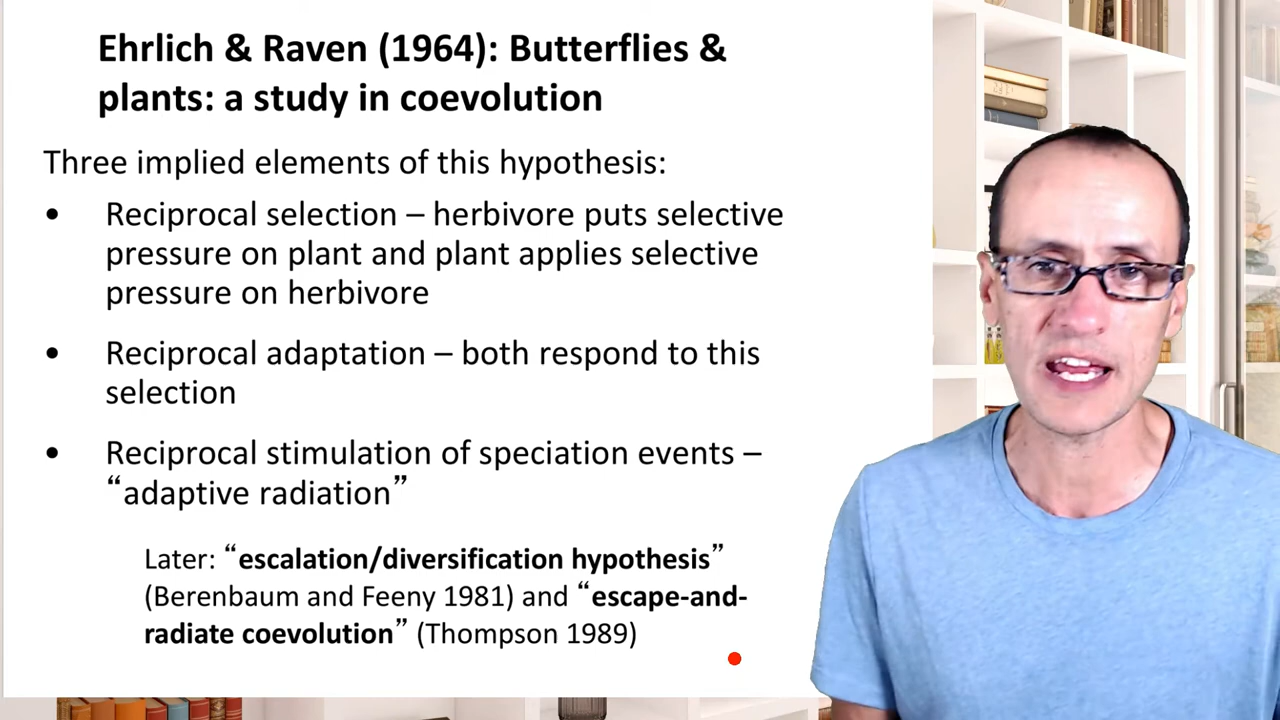 Ehrlich & Raven (1964): Butterflies &
plants: a study in coevolution
Three implied elements of this hypothesis:
• Reciprocal selection – herbivore puts selective
pressure on plant and plant applies selective
pressure on herbivore
• Reciprocal adaptation – both respond to this
selection
• Reciprocal stimulation of speciation events –
“adaptive radiation”
Later: “escalation/diversification hypothesis”
(Berenbaum and Feeny 1981) and “escape-and-
radiate coevolution” (Thompson 1989)